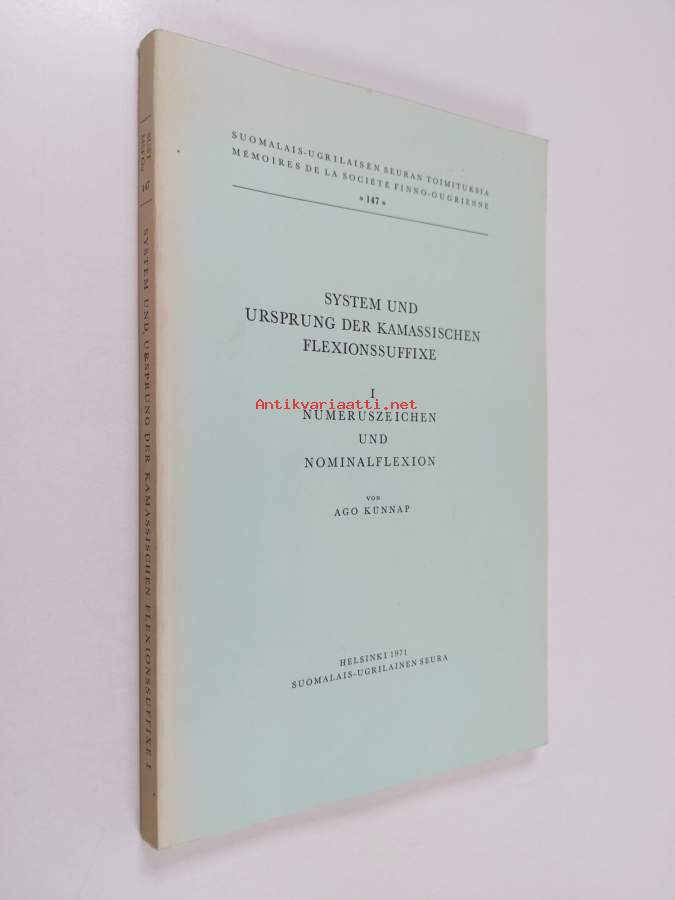 SUOMALAIS-UGRILAISEN SEURAN TOIMITUKSIA
MÉMOIRES DE LA SOCIÉTÉ FINNO-OUGRIENNE
* 147 *
SYSTEM UND
URSPRUNG DER KAMASSISCHEN
FLEXIONSSUFFIXE
I
Antikvariaatti.net
NUMERUSZEICHEN
UND
NOMINALFLEXION
VON
AGO KÜNNAP
HELSINKI 1971
SUOMALAIS-UGRILAINEN SEURA
147
SYSTEM UND URSPRUNG DER KAMASSISCHEN FLEXIONSSUFFIXE I